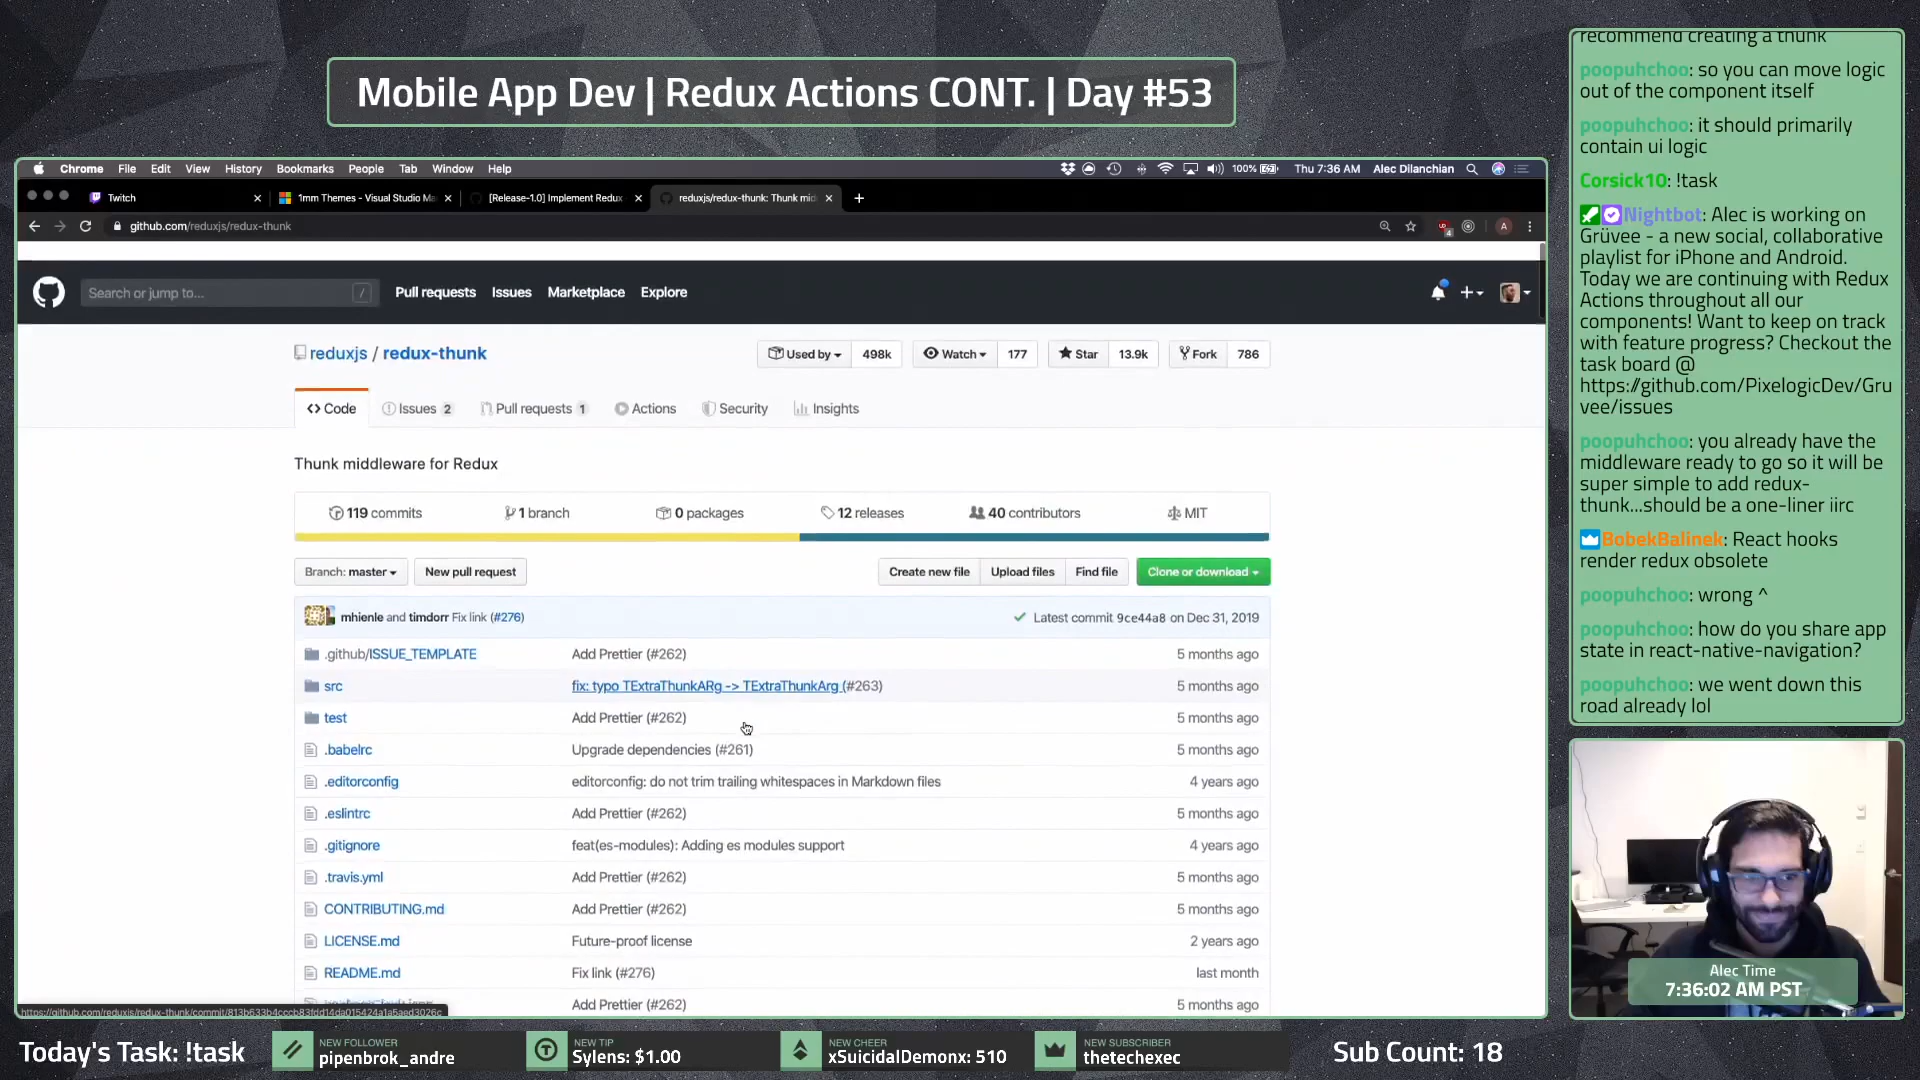 Mobile App Dev | Redux Actions CONT. | Day #53
Chrome File Edit View History Bookmarks People Tab Window Help
100% Thu 7:36 AM Alec Dilanchian
Twitch
1mm Themes - Visual Studio Ma
[Release-1.0] Implement Redux
reduxjs/redux-thunk: Thunk mid
github.com/reduxjs/redux-thunk
4
A
Search or jump to... /
Pull requests Issues Marketplace Explore
reduxjs / redux-thunk
Used by 498k
Watch 177
Star 13.9k
Fork 786
Code Issues 2 Pull requests 1 Actions Security Insights
Thunk middleware for Redux
119 commits 1 branch 0 packages 12 releases 40 contributors MIT
Branch: master New pull request Create new file Upload files Find file Clone or download
mhienle and timdorr Fix link (#276) Latest commit 9ce44a8 on Dec 31, 2019
.github/ISSUE_TEMPLATE Add Prettier (#262) 5 months ago
src fix: typo TExtraThunkARg -> TExtraThunkArg (#263) 5 months ago
test Add Prettier (#262) 5 months ago
.babelrc Upgrade dependencies (#261) 5 months ago
.editorconfig editorconfig: do not trim trailing whitespaces in Markdown files 4 years ago
.eslintrc Add Prettier (#262) 5 months ago
.gitignore feat(es-modules): Adding es modules support 4 years ago
.travis.yml Add Prettier (#262) 5 months ago
CONTRIBUTING.md Add Prettier (#262) 5 months ago
LICENSE.md Future-proof license 2 years ago
README.md Fix link (#276) last month
Add Prettier (#262) 5 months ago
recommend creating a thunk
poopuhchoo: so you can move logic
out of the component itself
poopuhchoo: it should primarily
contain ui logic
Corsick10: !task
Nightbot: Alec is working on
Grüvee - a new social, collaborative
playlist for iPhone and Android.
Today we are continuing with Redux
Actions throughout all our
components! Want to keep on track
with feature progress? Checkout the
task board @
https://github.com/PixelogicDev/Gru
vee/issues
poopuhchoo: you already have the
middleware ready to go so it will be
super simple to add redux-
thunk...should be a one-liner iirc
BobekBalinek: React hooks
render redux obsolete
poopuhchoo: wrong ^
poopuhchoo: how do you share app
state in react-native-navigation?
poopuhchoo: we went down this
road already lol
Alec Time
7:36:02 AM PST
Today's Task: !task
NEW FOLLOWER
pipenbrok_andre
NEW TIP
Sylens: $1.00
NEW CHEER
xSuicidalDemonx: 510
NEW SUBSCRIBER
thetechexec
Sub Count: 18